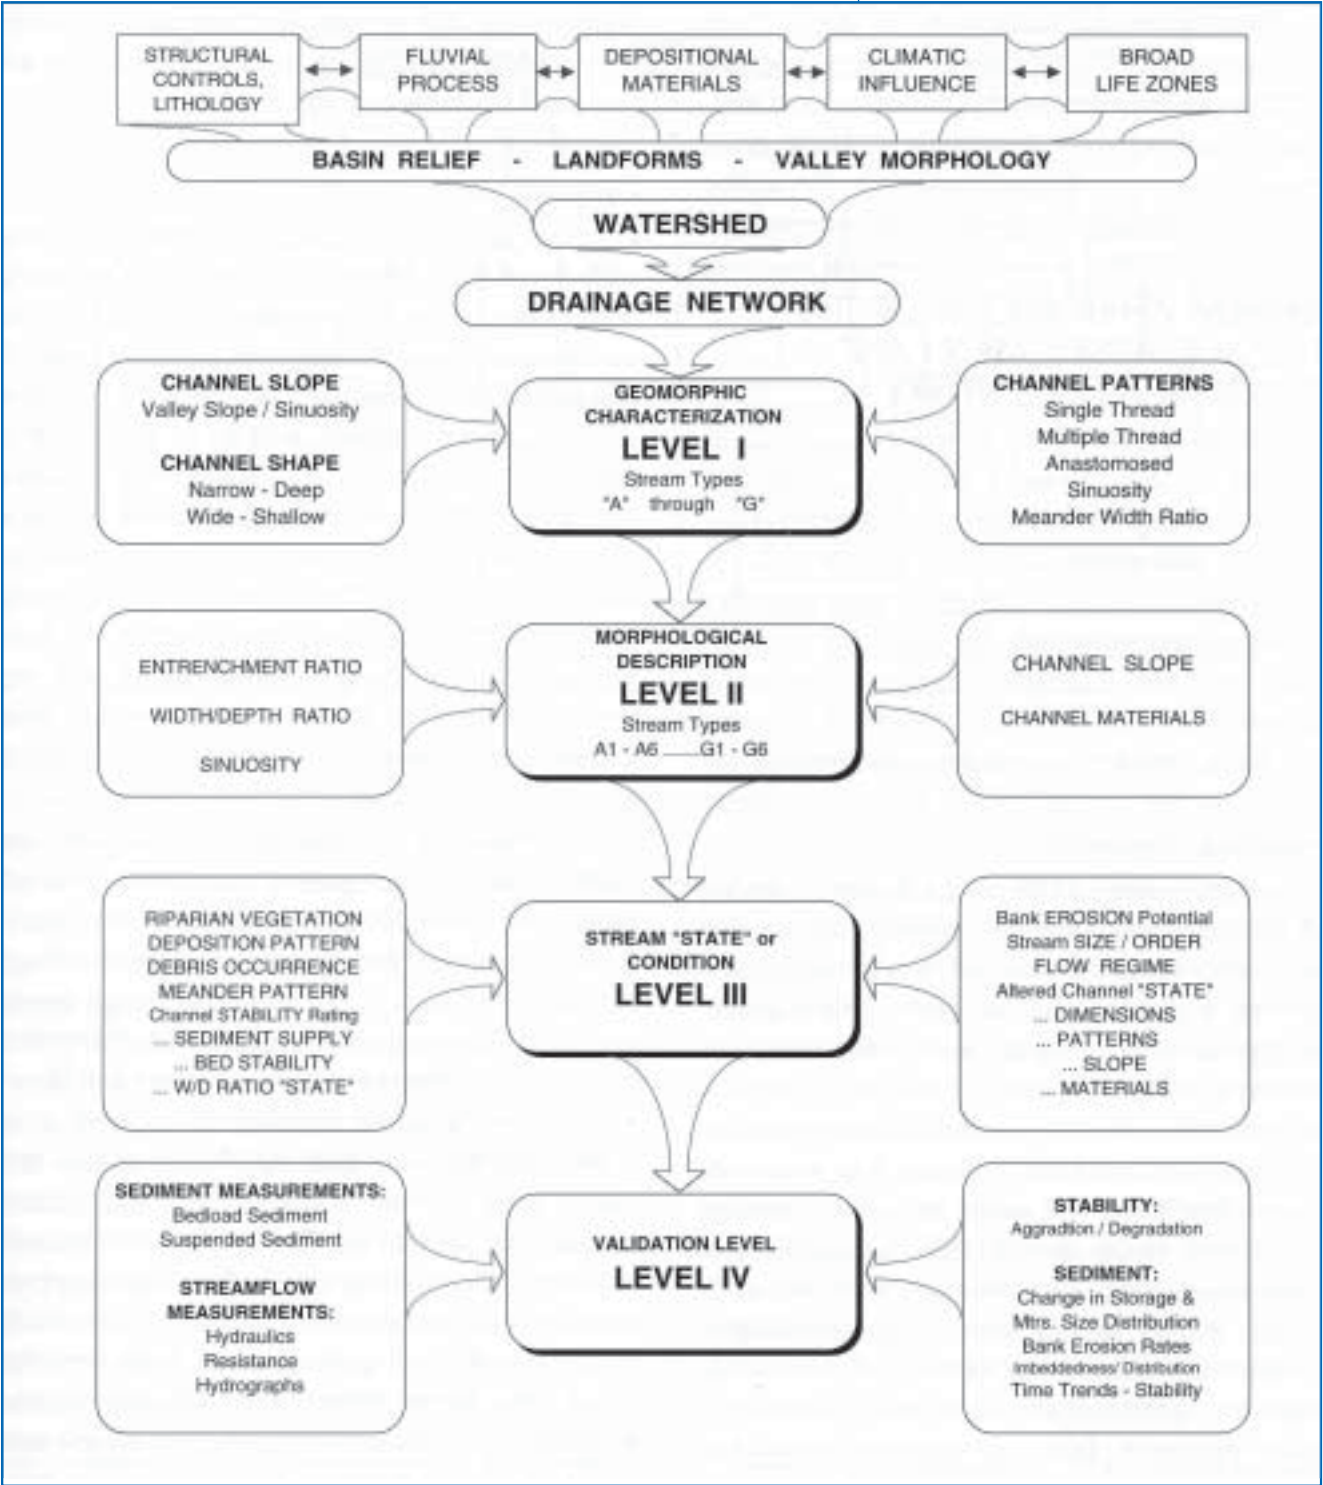 STRUCTURAL
CONTROLS,
LITHOLOGY
FLUVIAL
PROCESS
DEPOSITIONAL
MATERIALS
CLIMATIC
INFLUENCE
BROAD
LIFE ZONES
BASIN RELIEF - LANDFORMS - VALLEY MORPHOLOGY
WATERSHED
DRAINAGE NETWORK
CHANNEL SLOPE
Valley Slope / Sinuosity
CHANNEL SHAPE
Narrow - Deep
Wide - Shallow
GEOMORPHIC
CHARACTERIZATION
LEVEL I
Stream Types
"A" through "G"
CHANNEL PATTERNS
Single Thread
Multiple Thread
Anastomosed
Sinuosity
Meander Width Ratio
ENTRENCHMENT RATIO
WIDTH/DEPTH RATIO
SINUOSITY
MORPHOLOGICAL
DESCRIPTION
LEVEL II
Stream Types
A1 - A6 ......G1 - G6
CHANNEL SLOPE
CHANNEL MATERIALS
RIPARIAN VEGETATION
DEPOSITION PATTERN
DEBRIS OCCURRENCE
MEANDER PATTERN
Channel STABILITY Rating
... SEDIMENT SUPPLY
... BED STABILITY
... W/D RATIO "STATE"
STREAM "STATE" or
CONDITION
LEVEL III
Bank EROSION Potential
Stream SIZE / ORDER
FLOW REGIME
Altered Channel "STATE"
... DIMENSIONS
... PATTERNS
... SLOPE
... MATERIALS
SEDIMENT MEASUREMENTS:
Bedload Sediment
Suspended Sediment
STREAMFLOW
MEASUREMENTS:
Hydraulics
Resistance
Hydrographs
VALIDATION LEVEL
LEVEL IV
STABILITY:
Aggradtion / Degradation
SEDIMENT:
Change in Storage &
Mtrs. Size Distribution
Bank Erosion Rates
Imbeddedness/ Distribution
Time Trends - Stability